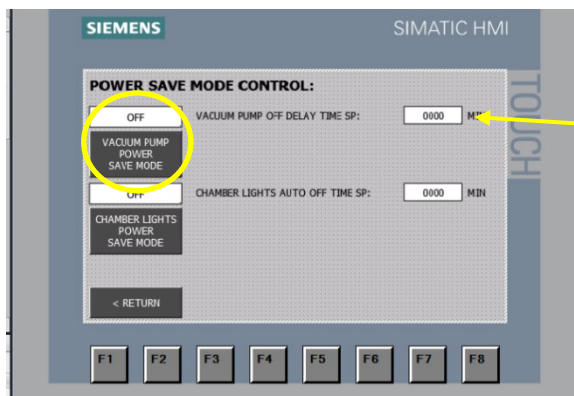 SIEMENS
SIMATIC HMI
TOUCH
POWER SAVE MODE CONTROL:
OFF
VACUUM PUMP OFF DELAY TIME SP:
0000
MIN
VACUUM PUMP
POWER
SAVE MODE
OFF
CHAMBER LIGHTS AUTO OFF TIME SP:
0000
MIN
CHAMBER LIGHTS
POWER
SAVE MODE
< RETURN
F1
F2
F3
F4
F5
F6
F7
F8